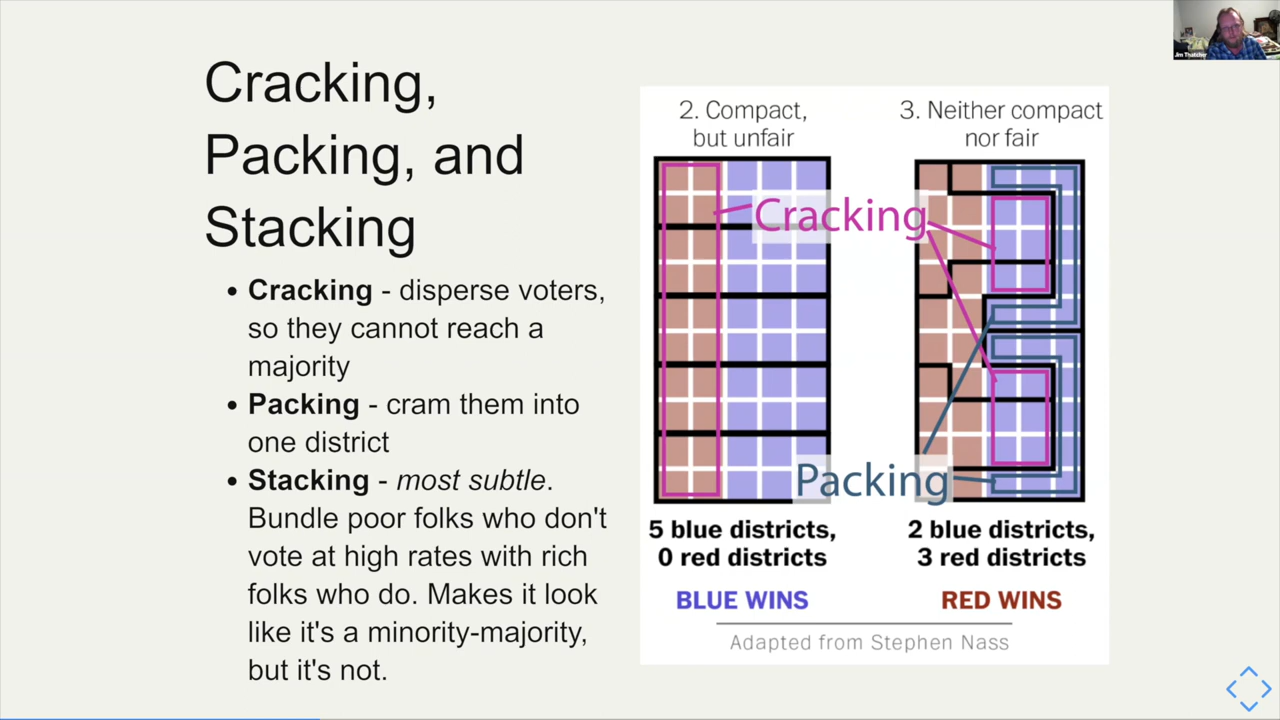 Jim Thatcher
Cracking,
Packing, and
Stacking
• Cracking - disperse voters,
so they cannot reach a
majority
• Packing - cram them into
one district
• Stacking - most subtle.
Bundle poor folks who don't
vote at high rates with rich
folks who do. Makes it look
like it's a minority-majority,
but it's not.
2. Compact,
but unfair
3. Neither compact
nor fair
Cracking
Packing
5 blue districts,
0 red districts
BLUE WINS
2 blue districts,
3 red districts
RED WINS
Adapted from Stephen Nass